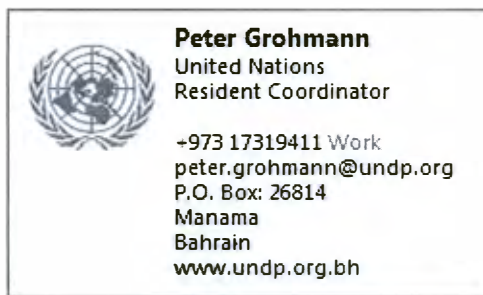 Peter Grohmann
United Nations
Resident Coordinator
+973 17319411 Work
peter.grohmann@undp.org
P.O. Box: 26814
Manama
Bahrain
www.undp.org.bh